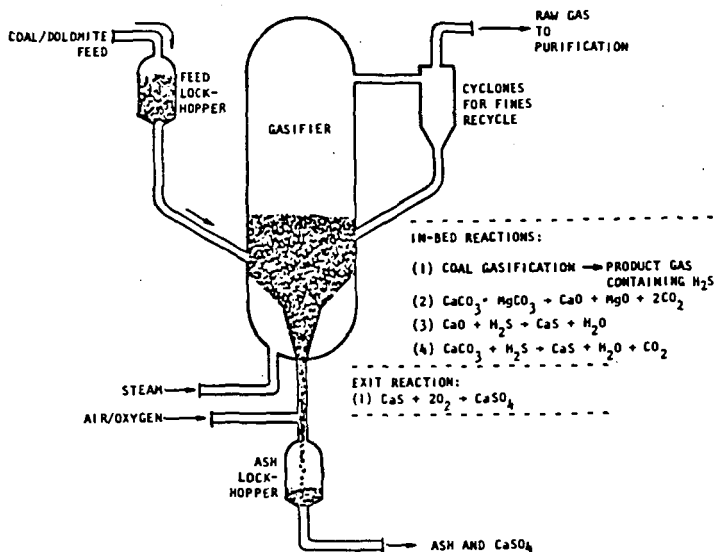 COAL/DOLOMITE
FEED
FEED
LOCK-
HOPPER
GASIFIER
RAW GAS
TO
PURIFICATION
CYCLONES
FOR FINES
RECYCLE
IN-BED REACTIONS:
(1) COAL GASIFICATION → PRODUCT GAS
CONTAINING H₂S
(2) CaCO₃· MgCO₃ → CaO + MgO + 2CO₂
(3) CaO + H₂S → CaS + H₂O
(4) CaCO₃ + H₂S → CaS + H₂O + CO₂
EXIT REACTION:
(1) CaS + 2O₂ → CaSO₄
STEAM
AIR/OXYGEN
ASH
LOCK-
HOPPER
ASH AND CaSO₄